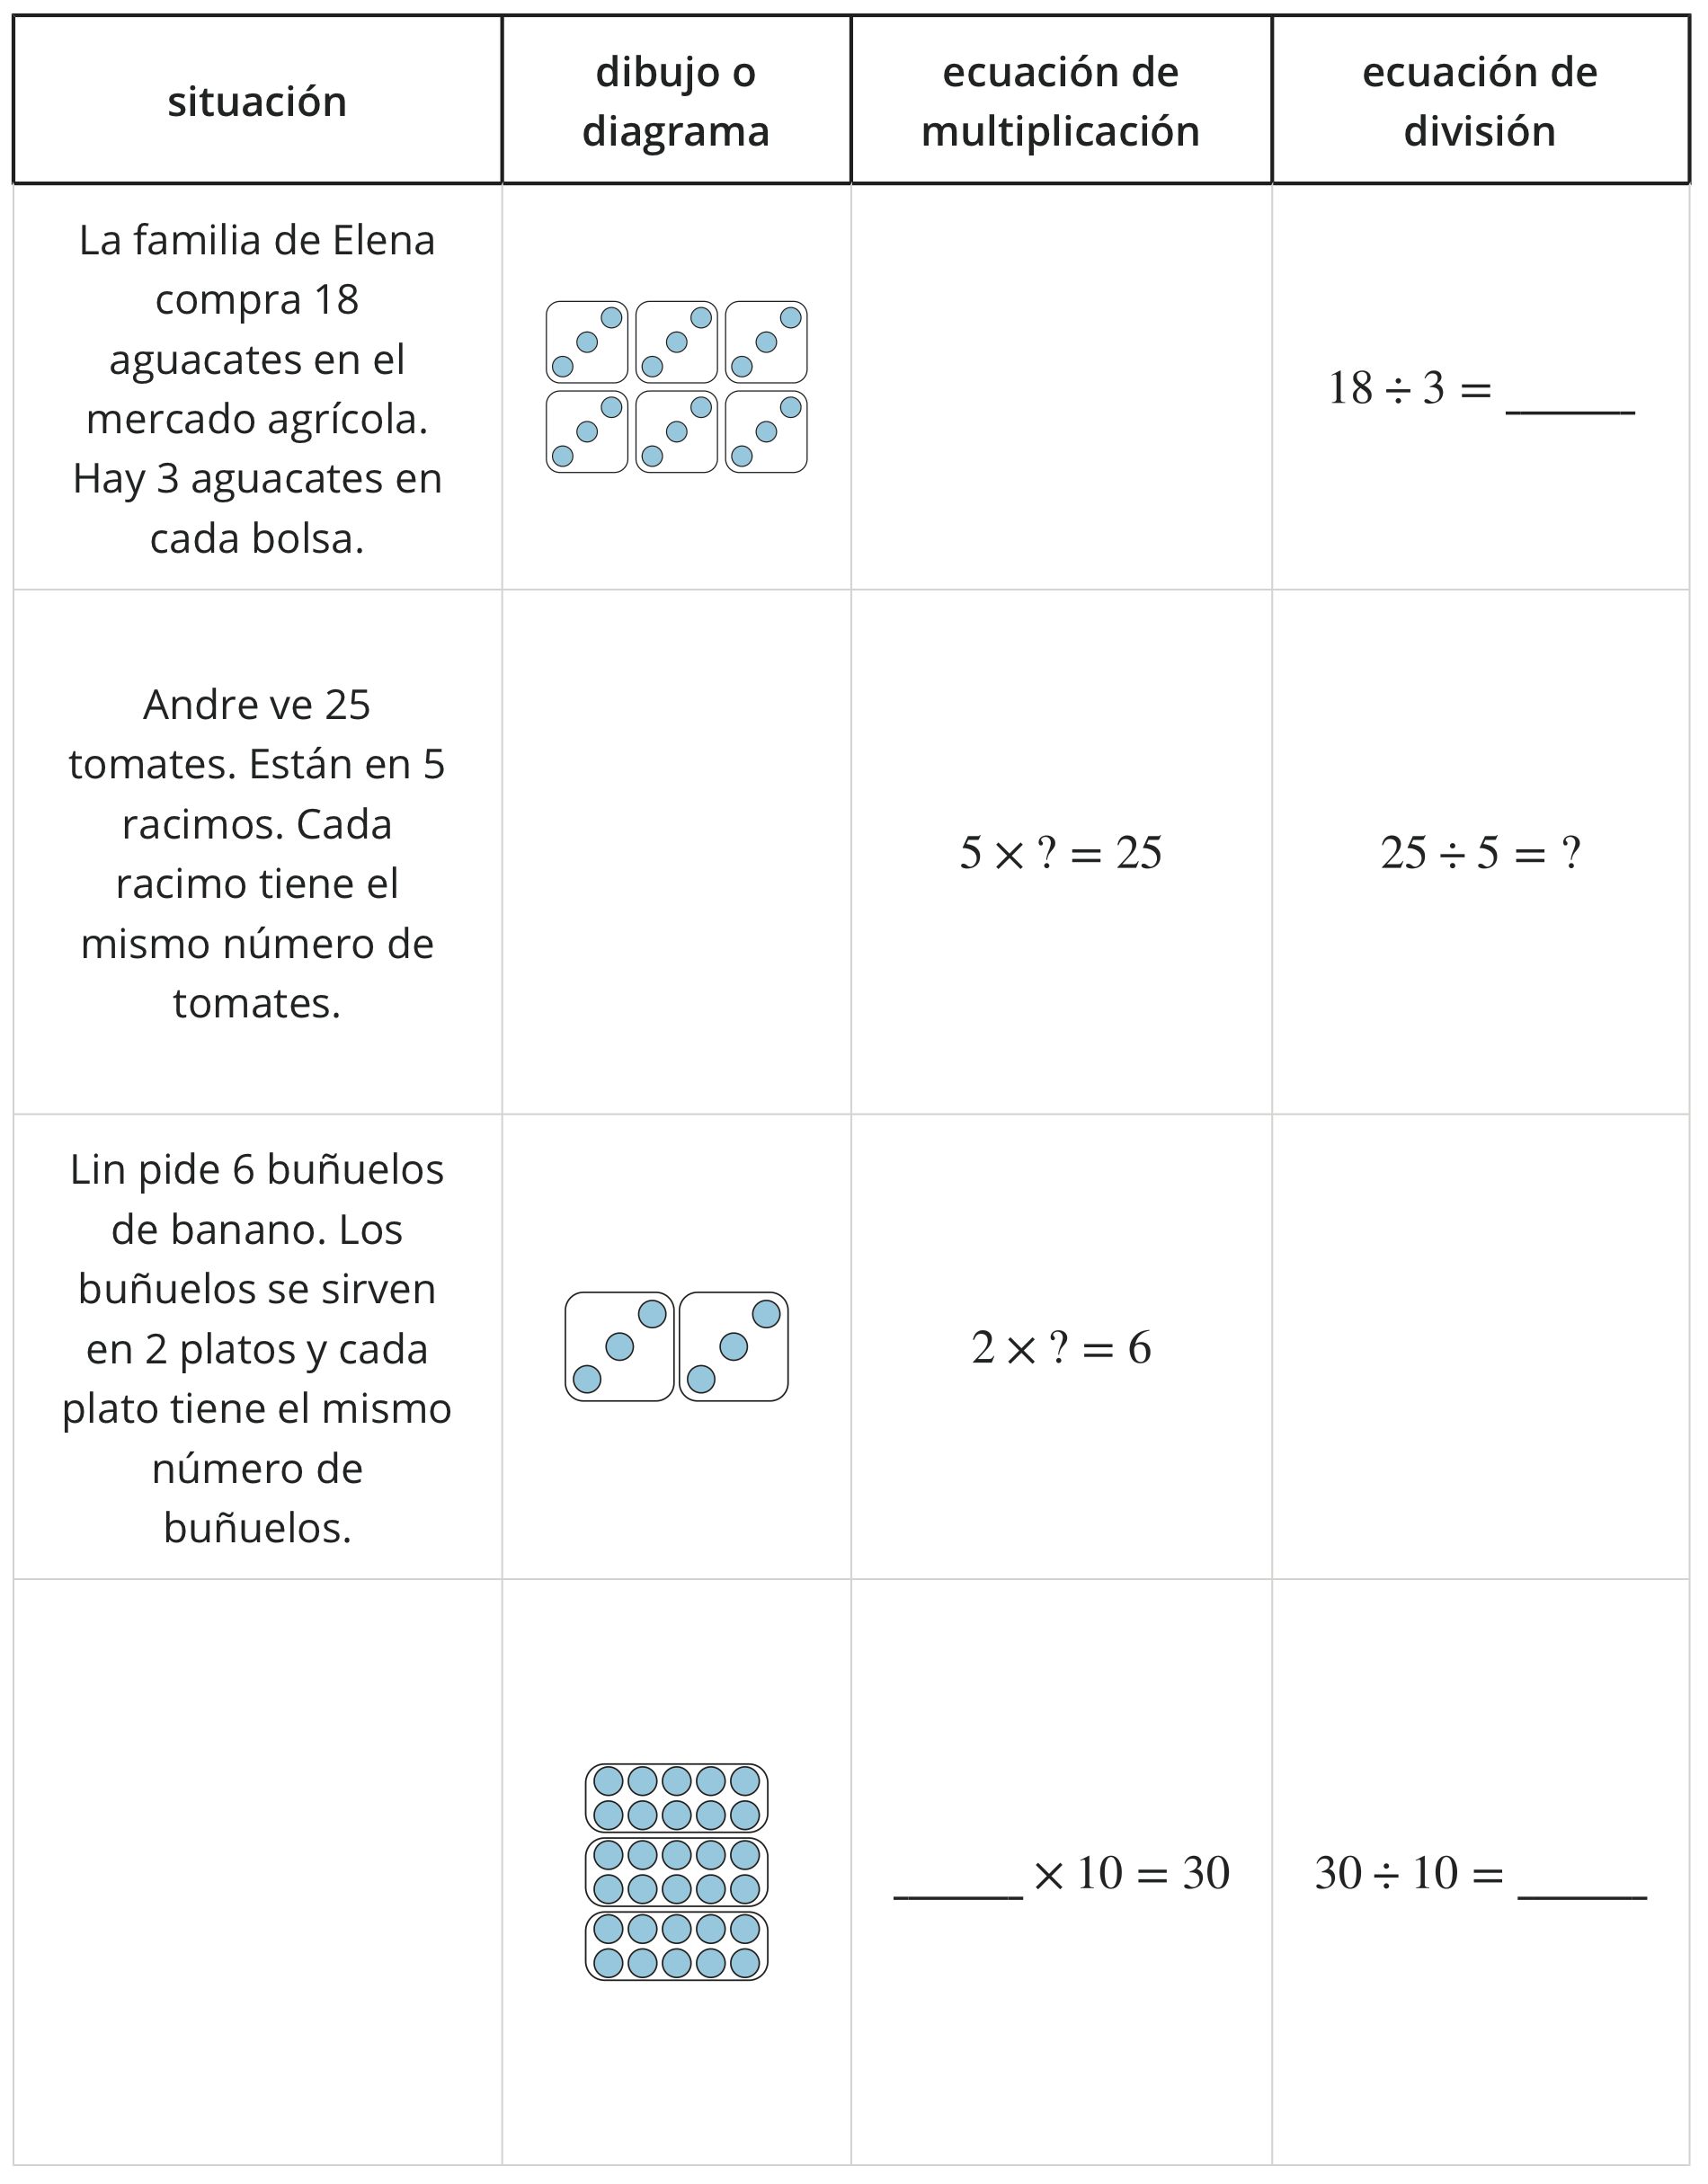 situación
dibujo o
diagrama
ecuación de
multiplicación
ecuación de
división
La familia de Elena
compra 18
aguacates en el
mercado agrícola.
Hay 3 aguacates en
cada bolsa.
18 ÷ 3 = ______
Andre ve 25
tomates. Están en 5
racimos. Cada
racimo tiene el
mismo número de
tomates.
5 × ? = 25
25 ÷ 5 = ?
Lin pide 6 buñuelos
de banano. Los
buñuelos se sirven
en 2 platos y cada
plato tiene el mismo
número de
buñuelos.
2 × ? = 6
______ × 10 = 30
30 ÷ 10 = ______